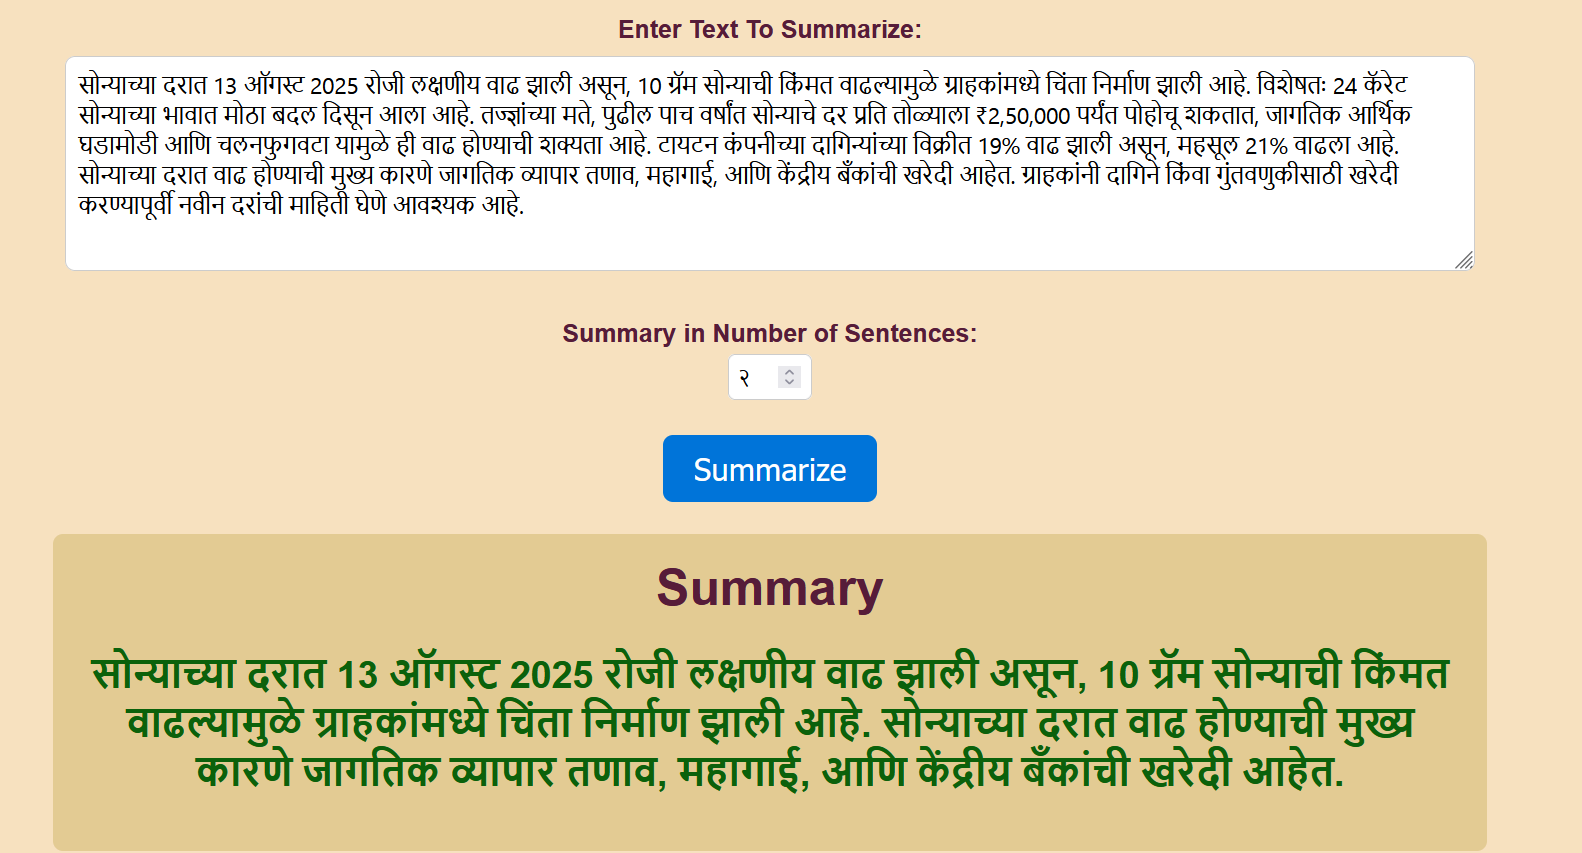 Enter Text To Summarize:
सोन्याच्या दरात 13 ऑगस्ट 2025 रोजी लक्षणीय वाढ झाली असून, 10 ग्रॅम सोन्याची किंमत वाढल्यामुळे ग्राहकांमध्ये चिंता निर्माण झाली आहे. विशेषतः 24 कॅरेट
सोन्याच्या भावात मोठा बदल दिसून आला आहे. तज्ज्ञांच्या मते, पुढील पाच वर्षांत सोन्याचे दर प्रति तोळ्याला ₹2,50,000 पर्यंत पोहोचू शकतात, जागतिक आर्थिक
घडामोडी आणि चलनफुगवटा यामुळे ही वाढ होण्याची शक्यता आहे. टायटन कंपनीच्या दागिन्यांच्या विक्रीत 19% वाढ झाली असून, महसूल 21% वाढला आहे.
सोन्याच्या दरात वाढ होण्याची मुख्य कारणे जागतिक व्यापार तणाव, महागाई, आणि केंद्रीय बँकांची खरेदी आहेत. ग्राहकांनी दागिने किंवा गुंतवणुकीसाठी खरेदी
करण्यापूर्वी नवीन दरांची माहिती घेणे आवश्यक आहे.
Summary in Number of Sentences:
२
Summarize
Summary
सोन्याच्या दरात 13 ऑगस्ट 2025 रोजी लक्षणीय वाढ झाली असून, 10 ग्रॅम सोन्याची किंमत
वाढल्यामुळे ग्राहकांमध्ये चिंता निर्माण झाली आहे. सोन्याच्या दरात वाढ होण्याची मुख्य
कारणे जागतिक व्यापार तणाव, महागाई, आणि केंद्रीय बँकांची खरेदी आहेत.